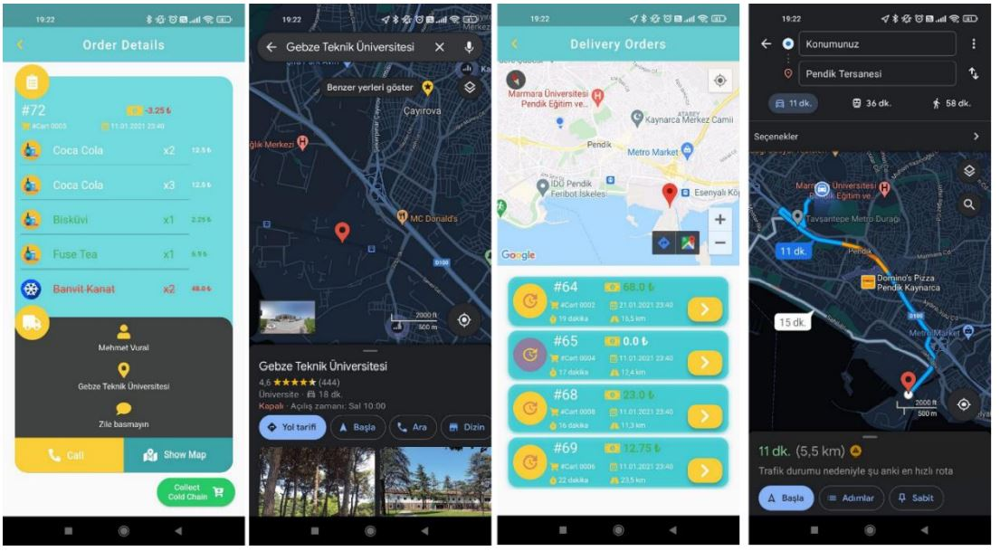 19:22
Order Details
#72
-3.25 ₺
#Cart 0003
11.01.2021 23:40
Coca Cola x2 12.5 ₺
Coca Cola x3 12.5 ₺
Bisküvi x1 2.25 ₺
Fuse Tea x1 6.9 ₺
Banvit Kanat x2 48.0 ₺
Mehmet Vural
Gebze Teknik Üniversitesi
Zile basmayın
Call
Show Map
Collect
Cold Chain
19:22
Gebze Teknik Üniversitesi
Benzer yerleri göster
Çayırova
MC Donald's
D100
2000 ft
500 m
Gebze Teknik Üniversitesi
4,6 ★★★★★ (444)
Üniversite · 18 dk.
Kapalı · Açılış zamanı: Sal 10:00
Yol tarifi
Başla
Ara
Dizin
19:22
Delivery Orders
Marmara Üniversitesi
Pendik Eğitim ve...
ATABEY
Kaynarca Merkez Camii
Pendik
Metro Market
İDO Pendik
Feribot İskelesi
Esenyalı Köy
Google
#64
68.0 ₺
#Cart 0002
21.01.2021 23:40
19 dakika
16,5 km
#65
0.0 ₺
#Cart 0004
11.01.2021 23:40
17 dakika
12,4 km
#68
23.0 ₺
#Cart 0008
11.01.2021 23:40
16 dakika
11,3 km
#69
12.75 ₺
#Cart 0006
11.01.2021 23:40
22 dakika
23,5 km
19:22
Konumunuz
Pendik Tersanesi
11 dk.
36 dk.
58 dk.
Seçenekler
Marmara Üniversitesi
Pendik Eğitim ve...
Tavşantepe Metro Durağı
11 dk.
Pendik
Domino's Pizza
Pendik Kaynarca
15 dk.
D100
Metro Market
2000 ft
500 m
11 dk. (5,5 km)
Trafik durumu nedeniyle şu anki en hızlı rota
Başla
Adımlar
Sabit